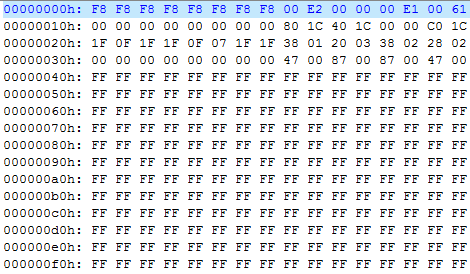 00000000h: F8 F8 F8 F8 F8 F8 F8 F8 00 E2 00 00 00 E1 00 61
00000010h: 00 00 00 00 00 00 00 00 80 1C 40 1C 00 00 C0 1C
00000020h: 1F 0F 1F 1F 0F 07 1F 1F 38 01 20 03 38 02 28 02
00000030h: 00 00 00 00 00 00 00 00 47 00 87 00 87 00 47 00
00000040h: FF FF FF FF FF FF FF FF FF FF FF FF FF FF FF FF
00000050h: FF FF FF FF FF FF FF FF FF FF FF FF FF FF FF FF
00000060h: FF FF FF FF FF FF FF FF FF FF FF FF FF FF FF FF
00000070h: FF FF FF FF FF FF FF FF FF FF FF FF FF FF FF FF
00000080h: FF FF FF FF FF FF FF FF FF FF FF FF FF FF FF FF
00000090h: FF FF FF FF FF FF FF FF FF FF FF FF FF FF FF FF
000000a0h: FF FF FF FF FF FF FF FF FF FF FF FF FF FF FF FF
000000b0h: FF FF FF FF FF FF FF FF FF FF FF FF FF FF FF FF
000000c0h: FF FF FF FF FF FF FF FF FF FF FF FF FF FF FF FF
000000d0h: FF FF FF FF FF FF FF FF FF FF FF FF FF FF FF FF
000000e0h: FF FF FF FF FF FF FF FF FF FF FF FF FF FF FF FF
000000f0h: FF FF FF FF FF FF FF FF FF FF FF FF FF FF FF FF